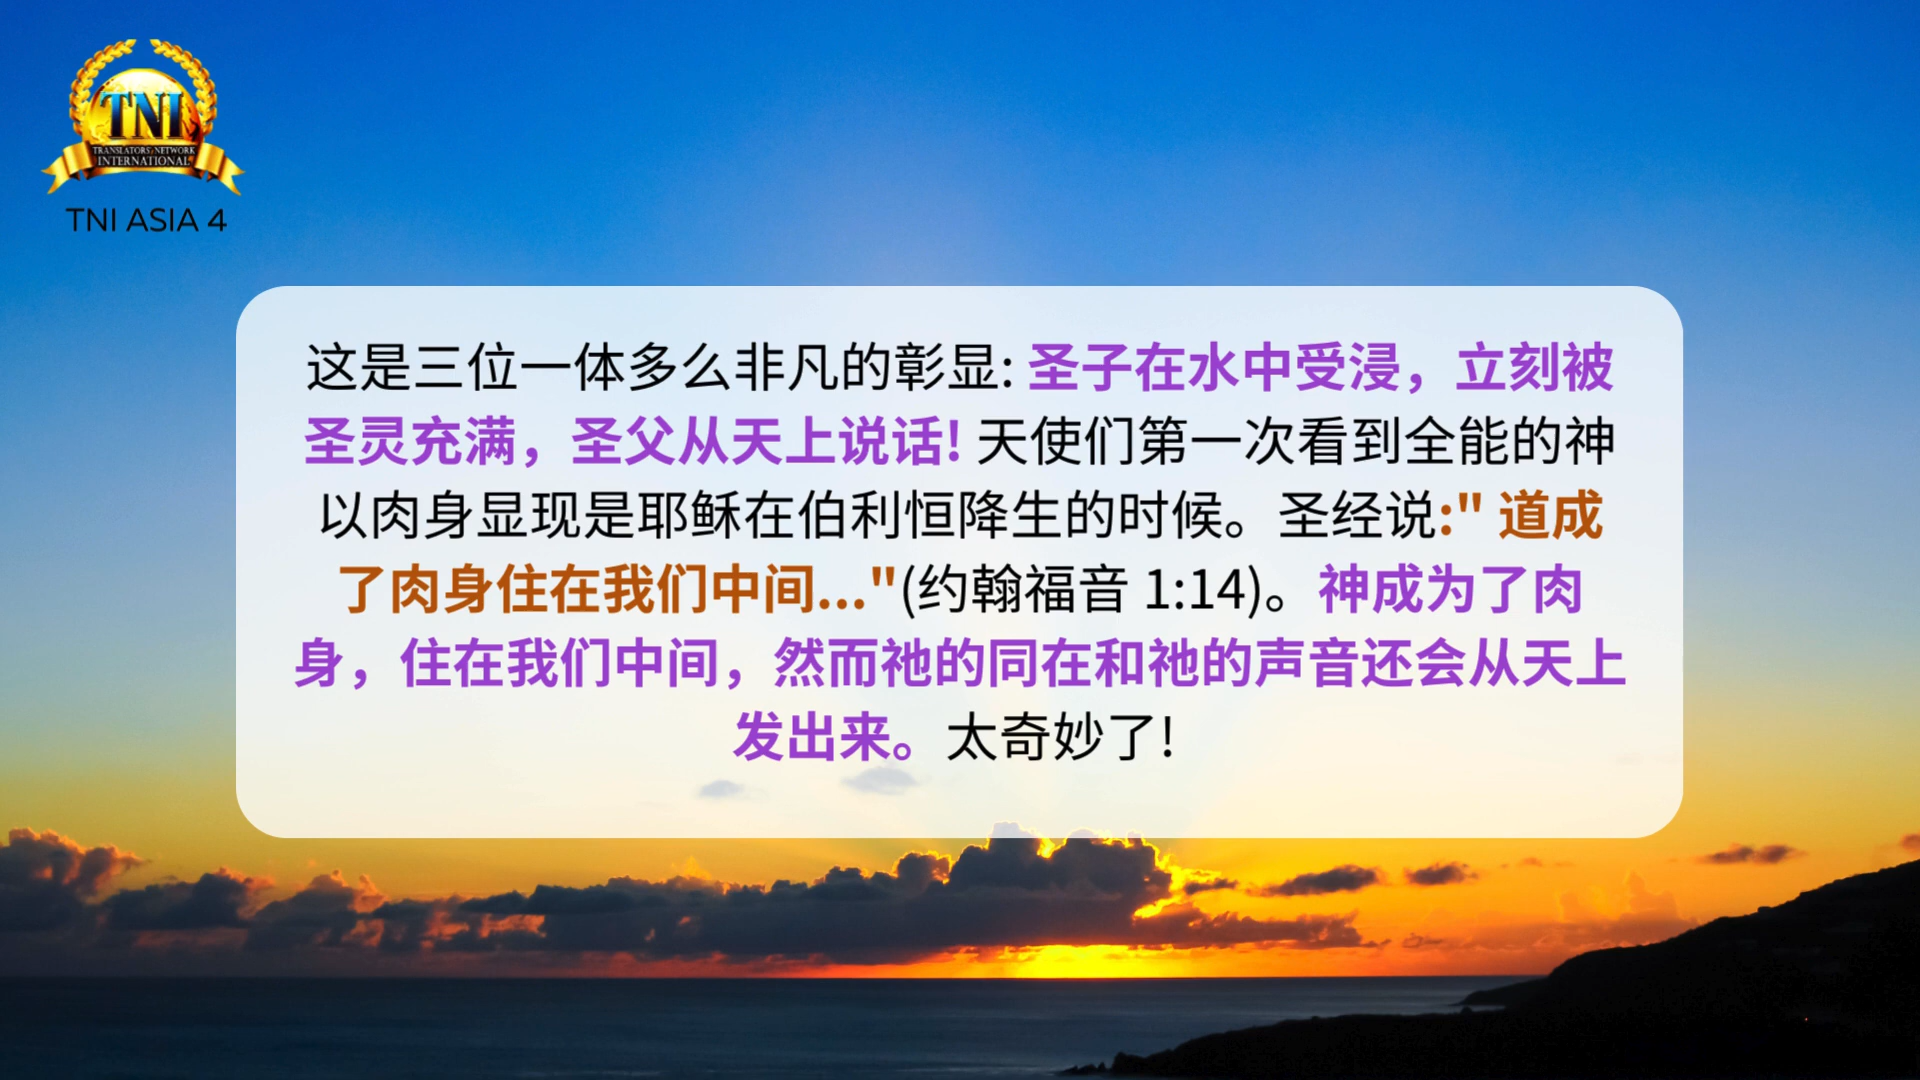 TNI
TRANSLATORS' NETWORK
INTERNATIONAL
TNI ASIA 4
这是三位一体多么非凡的彰显: 圣子在水中受浸，立刻被
圣灵充满，圣父从天上说话! 天使们第一次看到全能的神
以肉身显现是耶稣在伯利恒降生的时候。圣经说:" 道成
了肉身住在我们中间..."(约翰福音 1:14)。神成为了肉
身，住在我们中间，然而祂的同在和祂的声音还会从天上
发出来。太奇妙了!